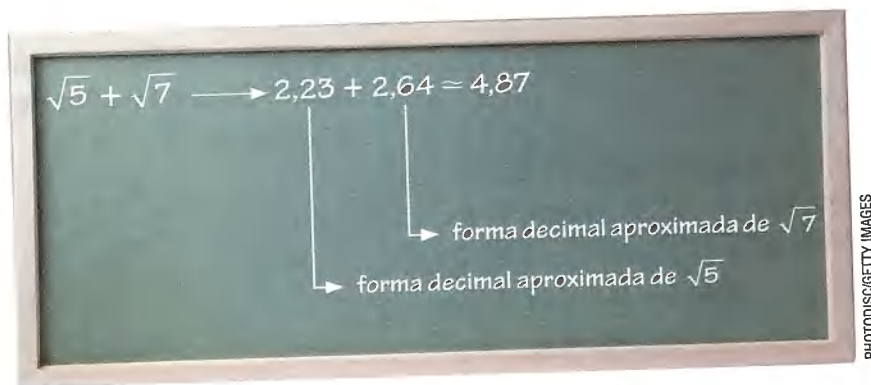 √5 + √7 → 2,23 + 2,64 = 4,87
forma decimal aproximada de √7
forma decimal aproximada de √5
PHOTODISC/GETTY IMAGES